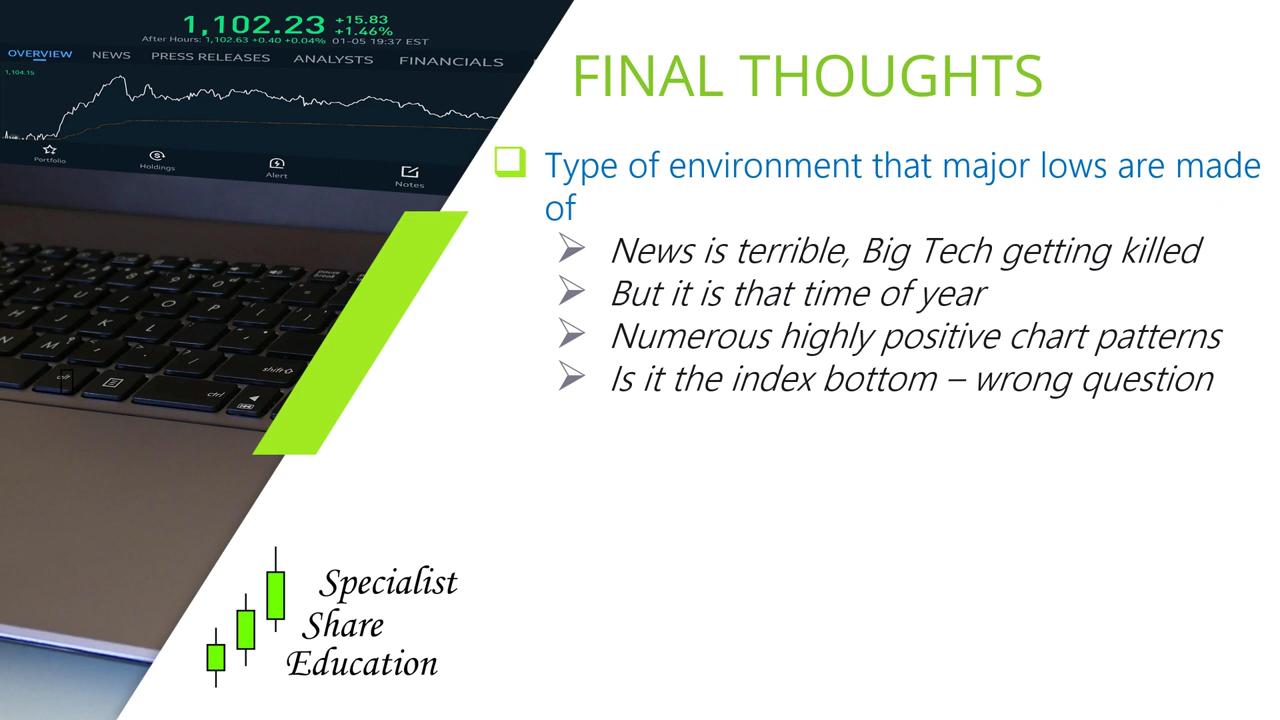 1,102.23 +15.83
+1.46%
After Hours: 1,102.63 +0.40 +0.04% 01-05 19:37 EST
OVERVIEW NEWS PRESS RELEASES ANALYSTS FINANCIALS
1,104.15
Portfolio Holdings Alert Notes
FINAL THOUGHTS
Type of environment that major lows are made
of
News is terrible, Big Tech getting killed
But it is that time of year
Numerous highly positive chart patterns
Is it the index bottom – wrong question
shift
ctrl
Specialist
Share
Education